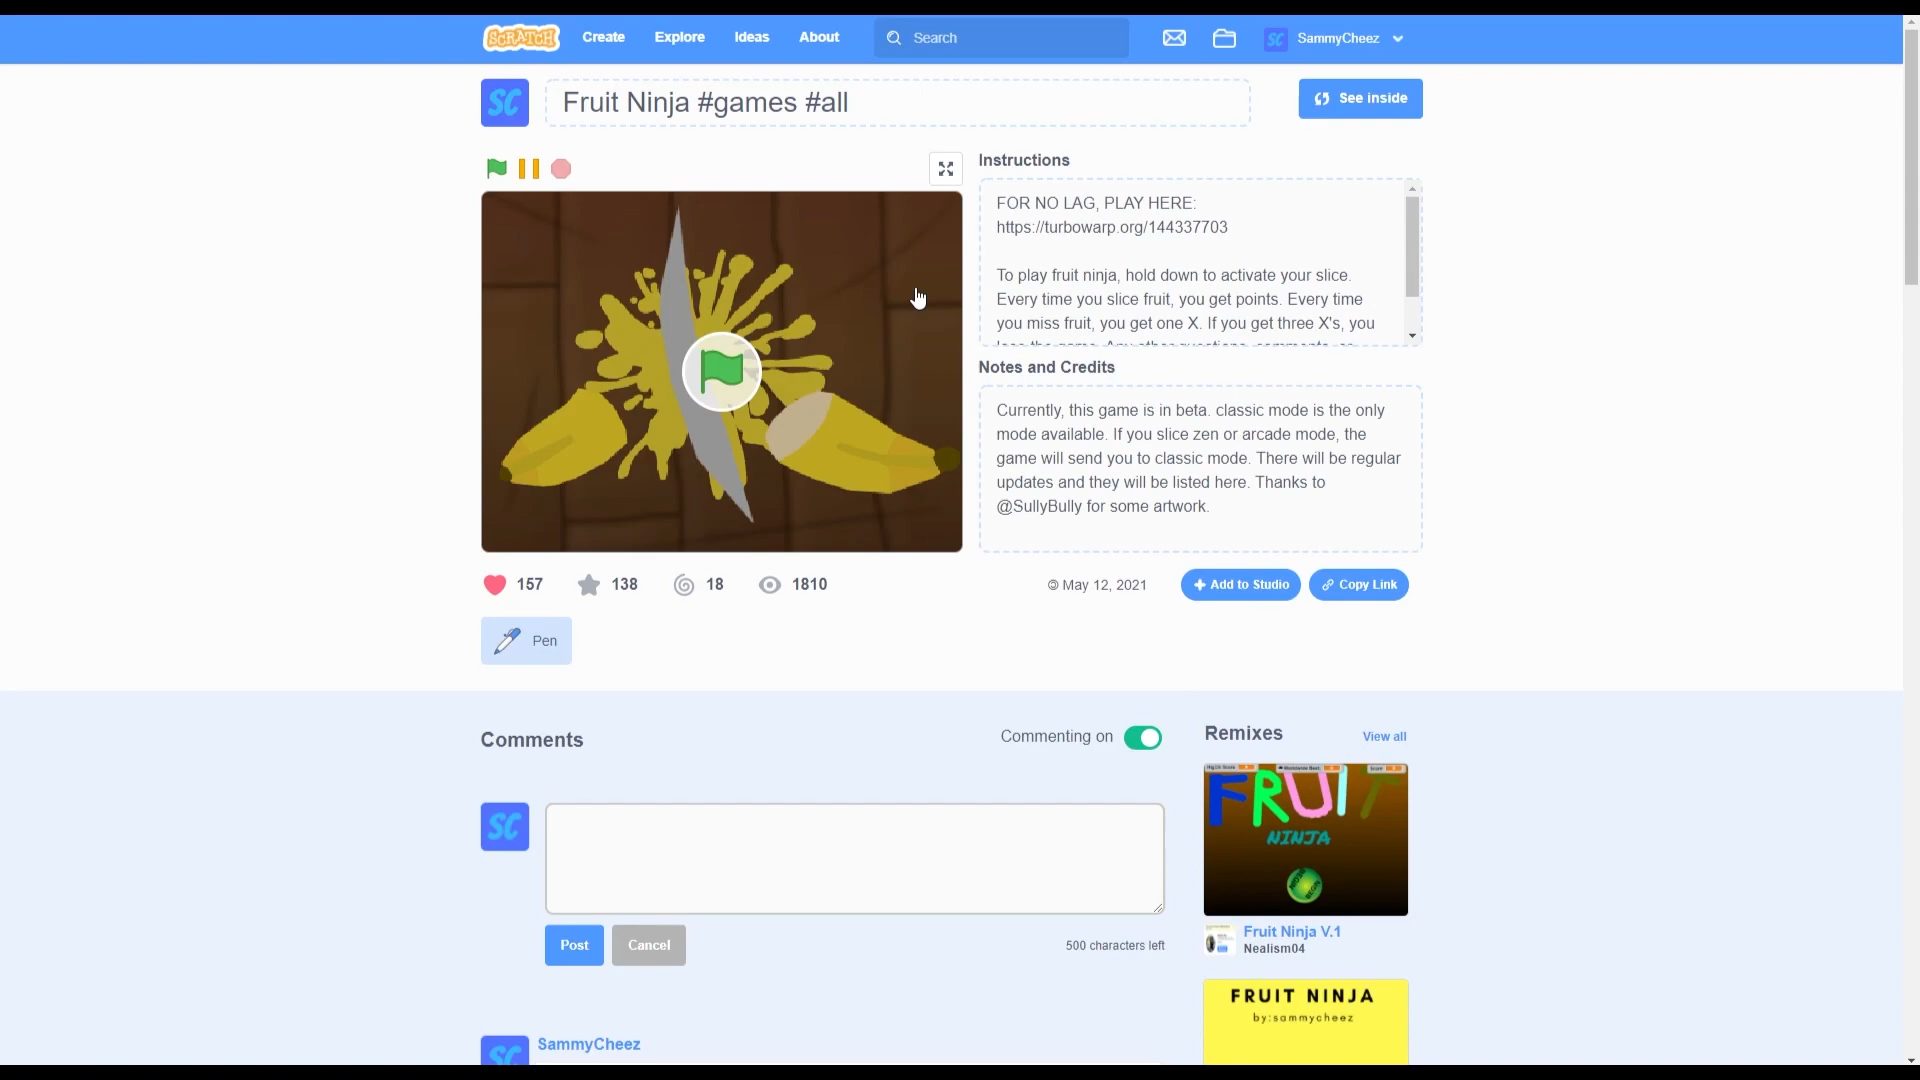 SCRATCH
Create
Explore
Ideas
About
Search
SC
SammyCheez
SC
Fruit Ninja #games #all
See inside
Instructions
FOR NO LAG, PLAY HERE:
https://turbowarp.org/144337703
To play fruit ninja, hold down to activate your slice.
Every time you slice fruit, you get points. Every time
you miss fruit, you get one X. If you get three X's, you
Notes and Credits
Currently, this game is in beta. classic mode is the only
mode available. If you slice zen or arcade mode, the
game will send you to classic mode. There will be regular
updates and they will be listed here. Thanks to
@SullyBully for some artwork.
157
138
18
1810
© May 12, 2021
Add to Studio
Copy Link
Pen
Comments
Commenting on
Remixes
View all
SC
FRUIT
NINJA
Post
Cancel
500 characters left
Fruit Ninja V.1
Nealism04
FRUIT NINJA
by:sammycheez
SC
SammyCheez